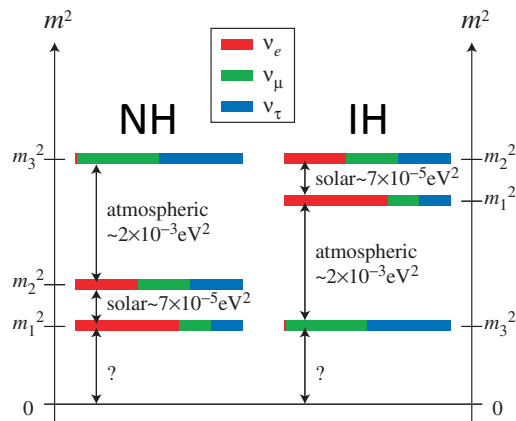 m²
m²
νe
νμ
ντ
NH
IH
m₃²
m₂²
solar~7×10⁻⁵eV²
m₁²
atmospheric
~2×10⁻³eV²
atmospheric
~2×10⁻³eV²
m₂²
solar~7×10⁻⁵eV²
m₁²
m₃²
?
?
0
0